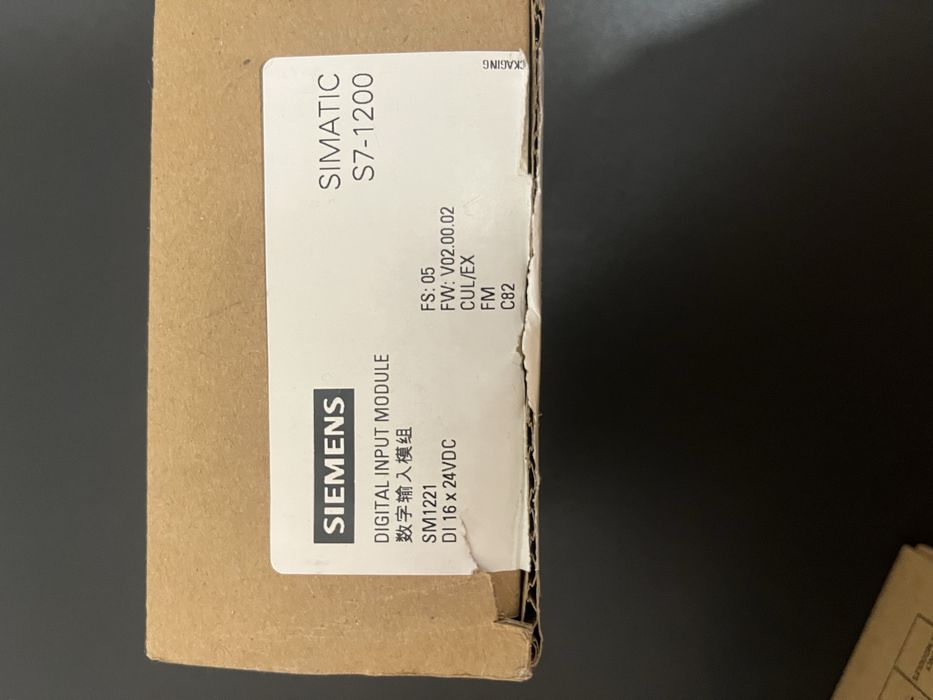 SIEMENS
SIMATIC
S7-1200
DIGITAL INPUT MODULE
数字输入模组
SM1221
DI 16 x 24VDC
FS: 05
FW: V02.00.02
CUL/EX
FM
C82